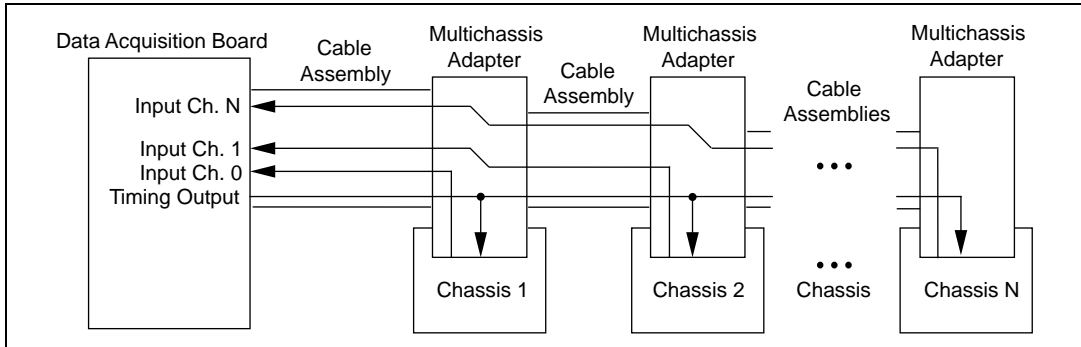 Data Acquisition Board
Cable
Assembly
Multichassis
Adapter
Cable
Assembly
Multichassis
Adapter
Cable
Assemblies
Multichassis
Adapter
Input Ch. N
Input Ch. 1
Input Ch. 0
Timing Output
Chassis 1
Chassis 2
Chassis
Chassis N